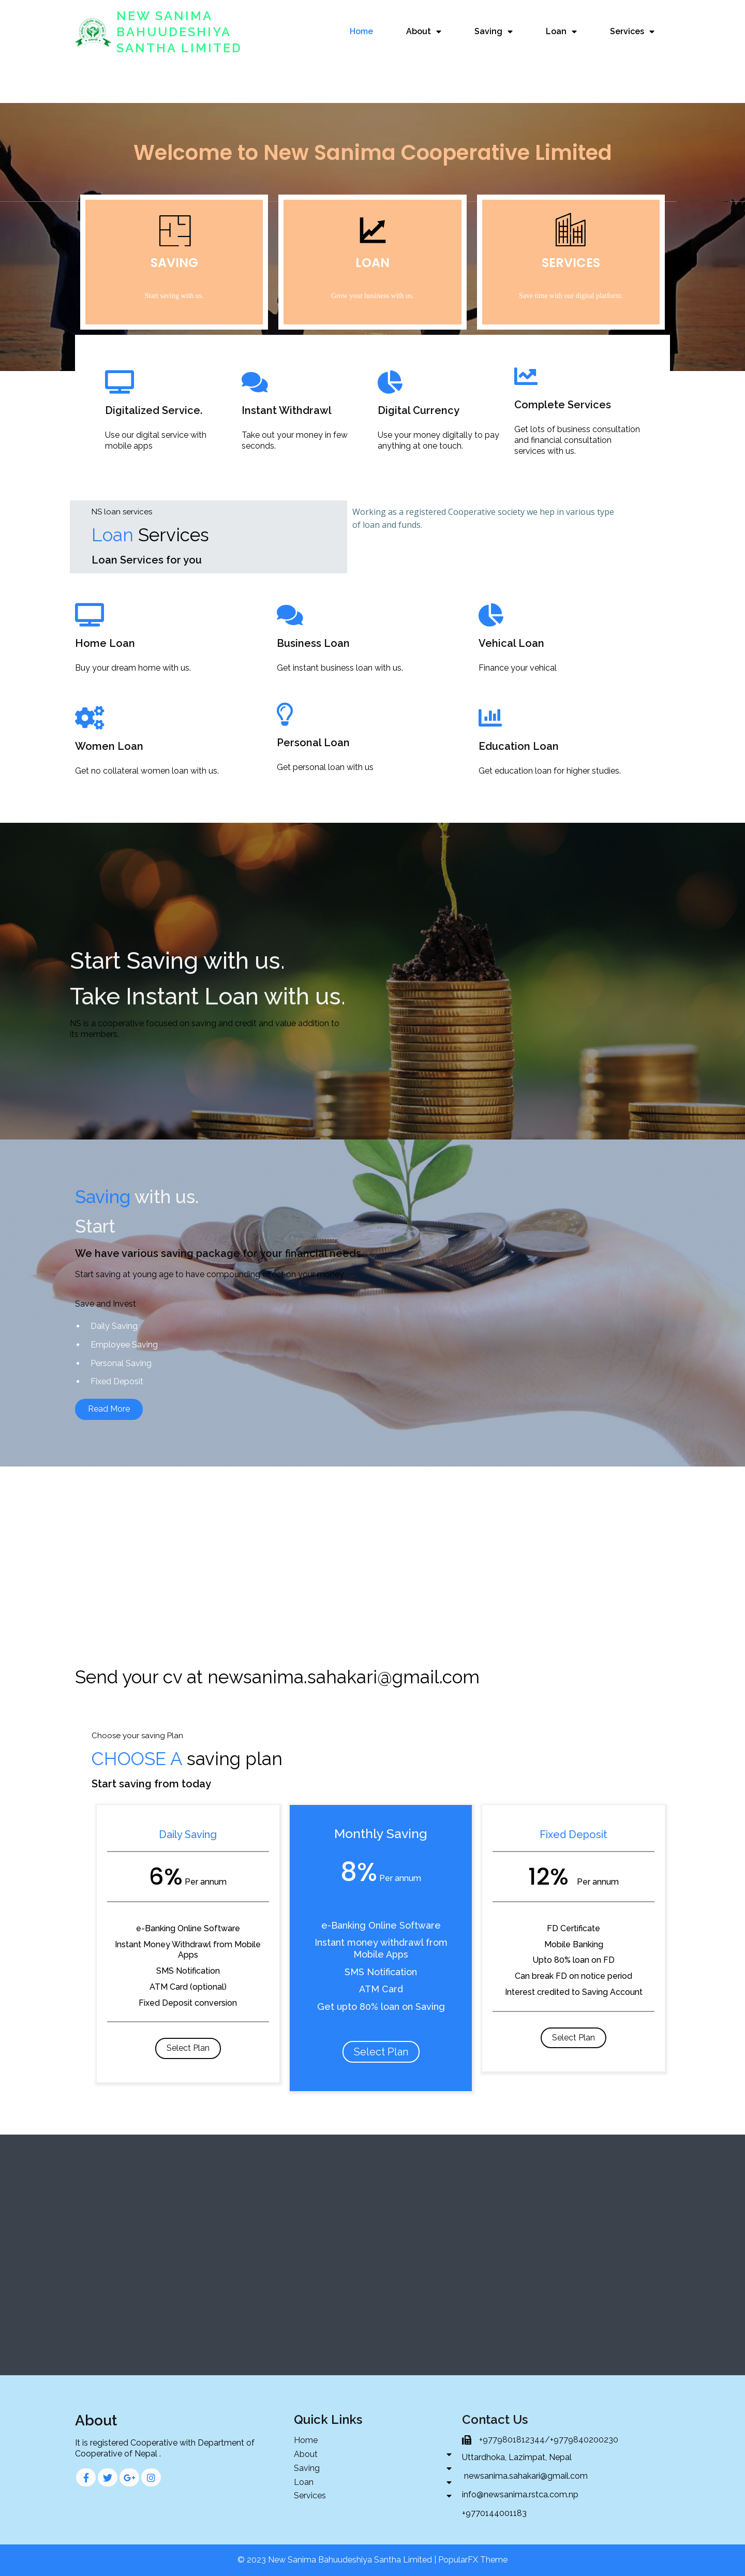 NEW SANIMA
BAHUUDESHIYA
SANTHA LIMITED
Home
About
Saving
Loan
Services
Welcome to New Sanima Cooperative Limited
SAVING
Start saving with us.
LOAN
Grow your business with us.
SERVICES
Save time with our digital platform.
Digitalized Service.
Use our digital service with
mobile apps
Instant Withdrawl
Take out your money in few
seconds.
Digital Currency
Use your money digitally to pay
anything at one touch.
Complete Services
Get lots of business consultation
and financial consultation
services with us.
NS loan services
Loan Services
Loan Services for you
Working as a registered Cooperative society we hep in various type
of loan and funds.
Home Loan
Buy your dream home with us.
Business Loan
Get instant business loan with us.
Vehical Loan
Finance your vehical
Women Loan
Get no collateral women loan with us.
Personal Loan
Get personal loan with us
Education Loan
Get education loan for higher studies.
Start Saving with us.
Take Instant Loan with us.
NS is a cooperative focused on saving and credit and value addition to
its members.
Saving with us.
Start
We have various saving package for your financial needs
Start saving at young age to have compounding
Save and Invest
Daily Saving
Employee Saving
Personal Saving
Fixed Deposit
Read More
Send your cv at newsanima.sahakari@gmail.com
Choose your saving Plan
CHOOSE A saving plan
Start saving from today
Daily Saving
6% Per annum
e-Banking Online Software
Instant Money Withdrawl from Mobile
Apps
SMS Notification
ATM Card (optional)
Fixed Deposit conversion
Select Plan
Monthly Saving
8% Per annum
e-Banking Online Software
Instant money withdrawl from
Mobile Apps
SMS Notification
ATM Card
Get upto 80% loan on Saving
Select Plan
Fixed Deposit
12% Per annum
FD Certificate
Mobile Banking
Upto 80% loan on FD
Can break FD on notice period
Interest credited to Saving Account
Select Plan
About
It is registered Cooperative with Department of
Cooperative of Nepal .
Quick Links
Home
About
Saving
Loan
Services
Contact Us
+9779801812344/+9779840200230
Uttardhoka, Lazimpat, Nepal
newsanima.sahakari@gmail.com
info@newsanima.rstca.com.np
+9770144001183
© 2023 New Sanima Bahuudeshiya Santha Limited | PopularFX Theme